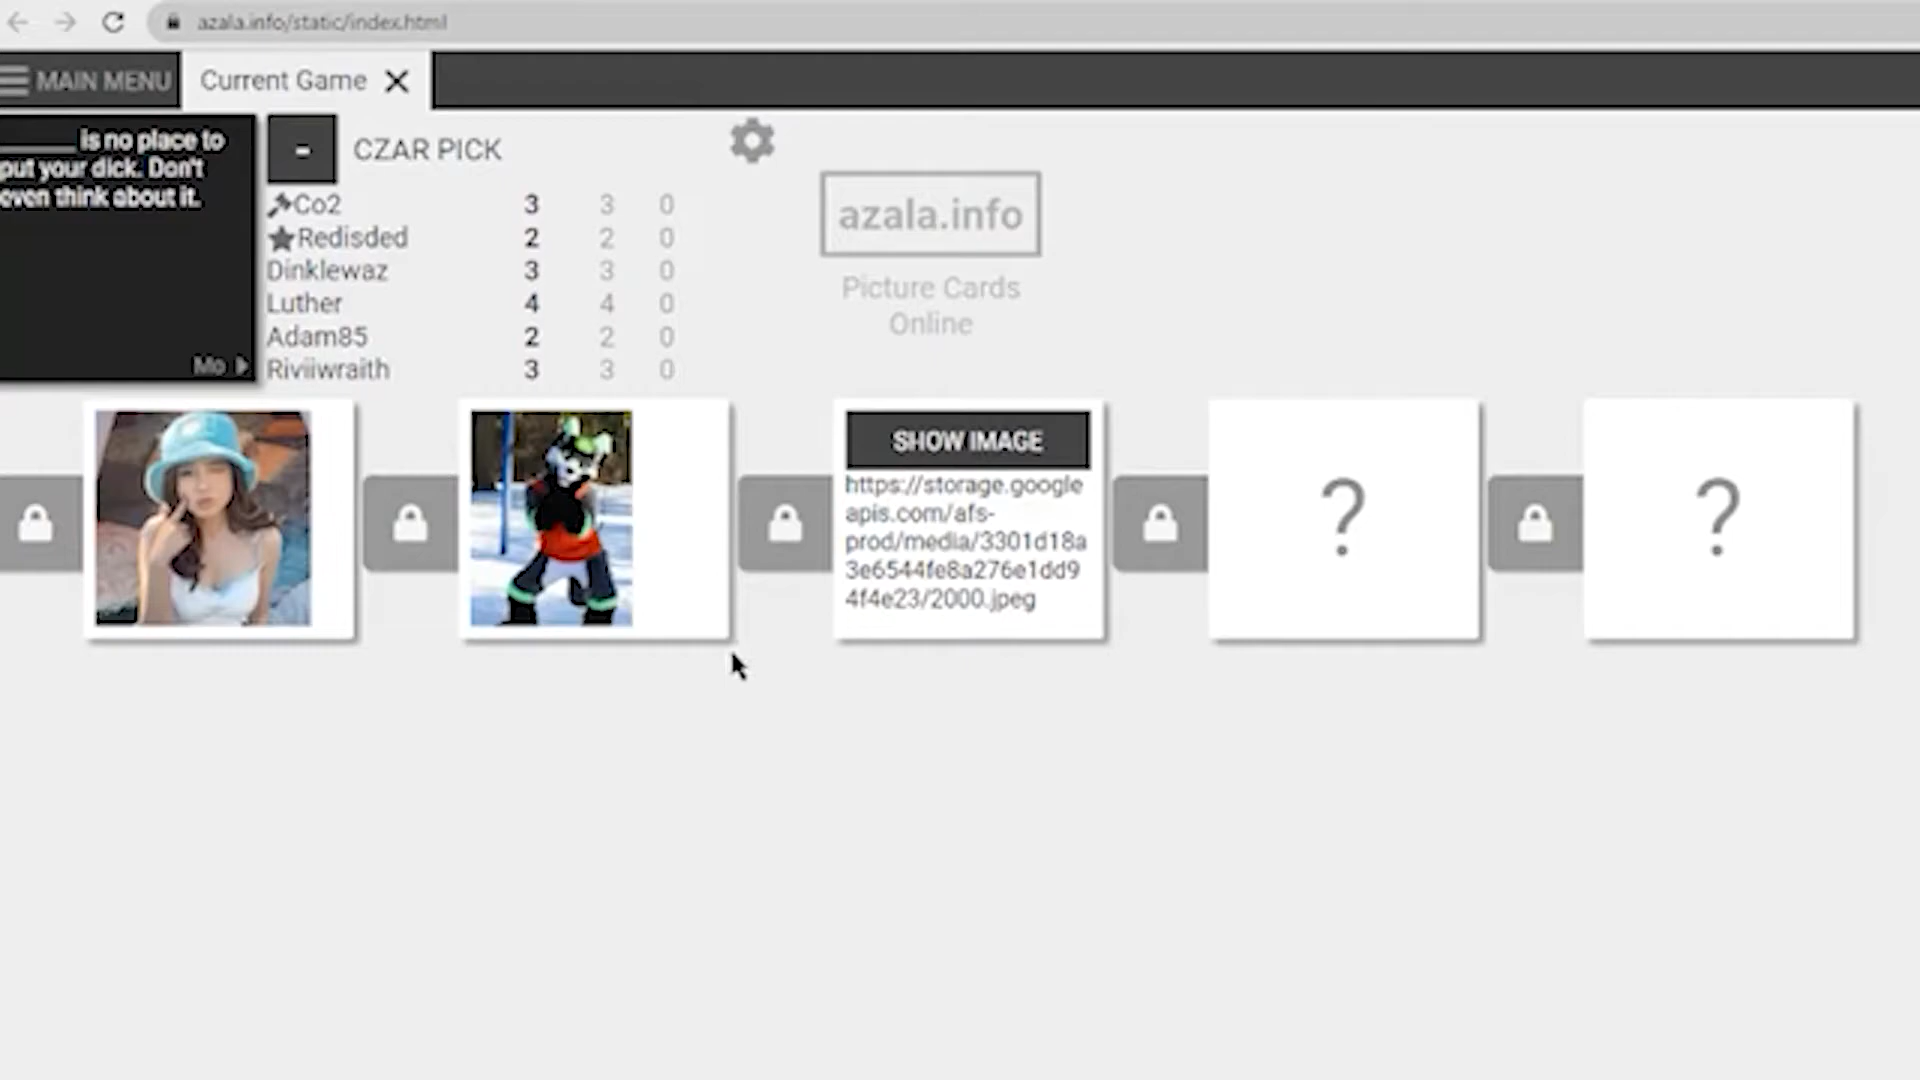 azala.info/static/index.html
MAIN MENU
Current Game
is no place to
put your dick. Don't
even think about it.
Mo
-
CZAR PICK
Co2 3 3 0
Redisded 2 2 0
Dinklewaz 3 3 0
Luther 4 4 0
Adam85 2 2 0
Riviiwraith 3 3 0
azala.info
Picture Cards
Online
SHOW IMAGE
https://storage.google
apis.com/afs-
prod/media/3301d18a
3e6544fe8a276e1dd9
4f4e23/2000.jpeg
?
?